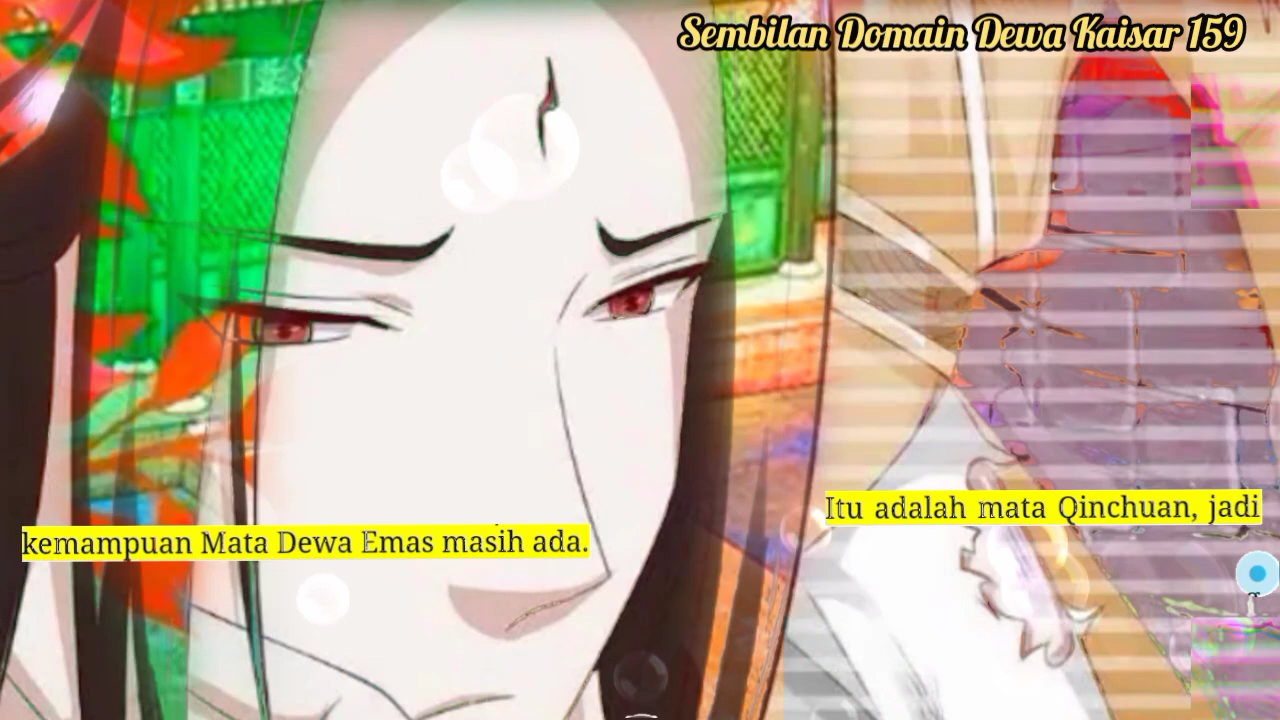 Sembilan Domain Dewa Kaisar 159
Itu adalah mata Qinchuan, jadi
kemampuan Mata Dewa Emas masih ada.